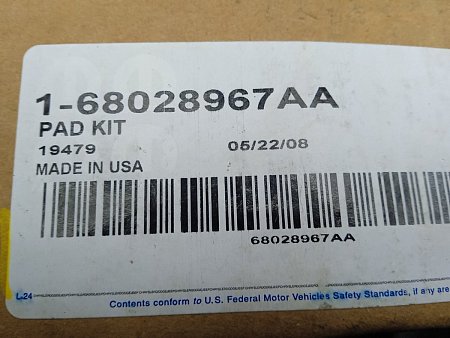 1-68028967AA
PAD KIT
19479 05/22/08
MADE IN USA
68028967AA
L-24
Contents conform to U.S. Federal Motor Vehicles Safety Standards, if any are